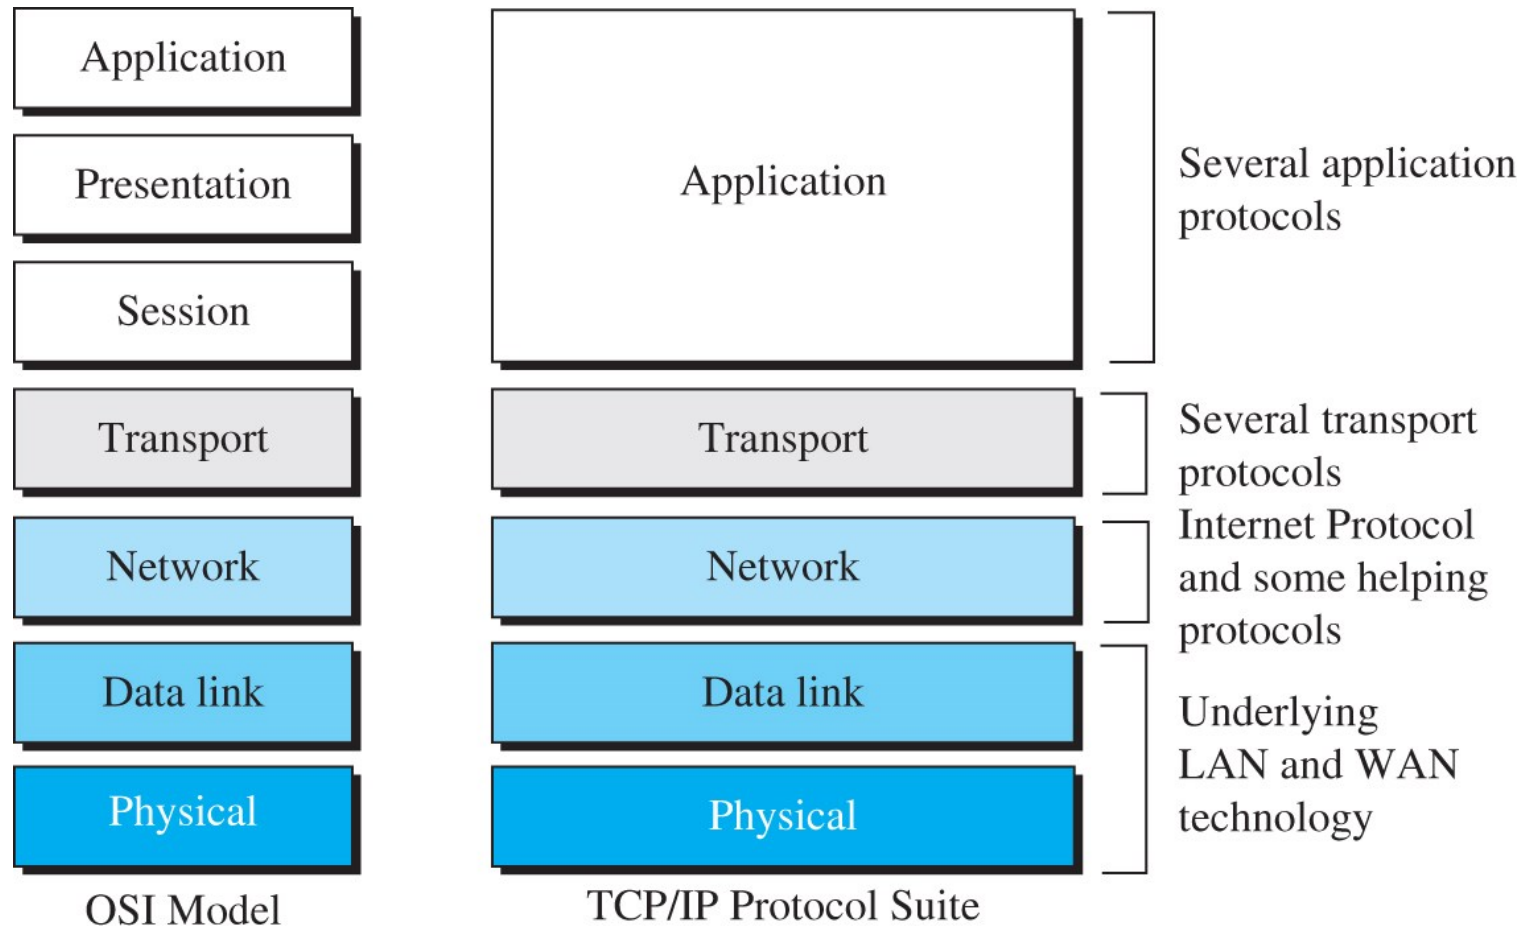 Application
Presentation
Session
Transport
Network
Data link
Physical
OSI Model
Application
Transport
Network
Data link
Physical
TCP/IP Protocol Suite
Several application
protocols
Several transport
protocols
Internet Protocol
and some helping
protocols
Underlying
LAN and WAN
technology